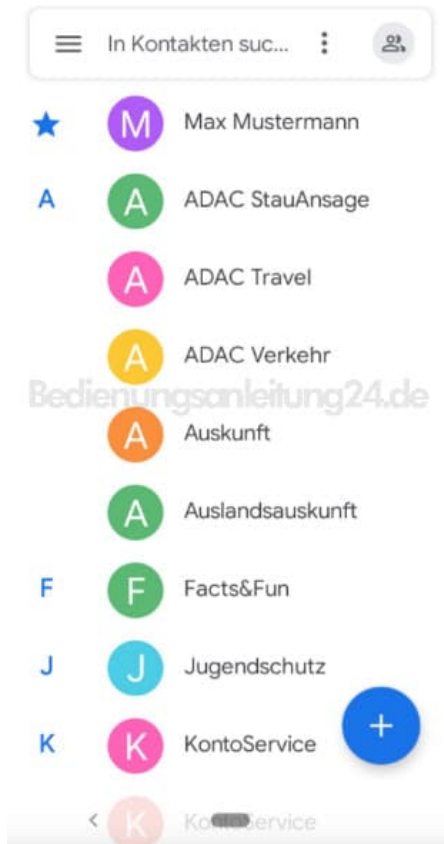 In Kontakten suc...
M Max Mustermann
A A ADAC StauAnsage
A ADAC Travel
A ADAC Verkehr
Bedienungsanleitung24.de
A Auskunft
A Auslandsauskunft
F F Facts&Fun
J J Jugendschutz
K K KontoService
K KontoService